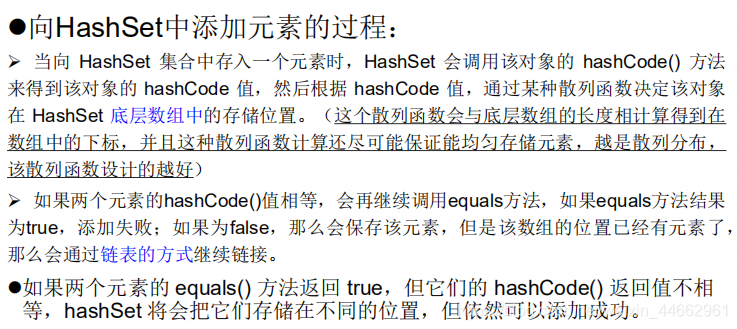 ●向HashSet中添加元素的过程：
➢ 当向 HashSet 集合中存入一个元素时，HashSet 会调用该对象的 hashCode() 方法
来得到该对象的 hashCode 值，然后根据 hashCode 值，通过某种散列函数决定该对象
在 HashSet 底层数组中的存储位置。（这个散列函数会与底层数组的长度相计算得到在
数组中的下标，并且这种散列函数计算还尽可能保证能均匀存储元素，越是散列分布，
该散列函数设计的越好）
➢ 如果两个元素的hashCode()值相等，会再继续调用equals方法，如果equals方法结果
为true，添加失败；如果为false，那么会保存该元素，但是该数组的位置已经有元素了，
那么会通过链表的方式继续链接。
●如果两个元素的 equals() 方法返回 true，但它们的 hashCode() 返回值不相
等，hashSet 将会把它们存储在不同的位置，但依然可以添加成功。